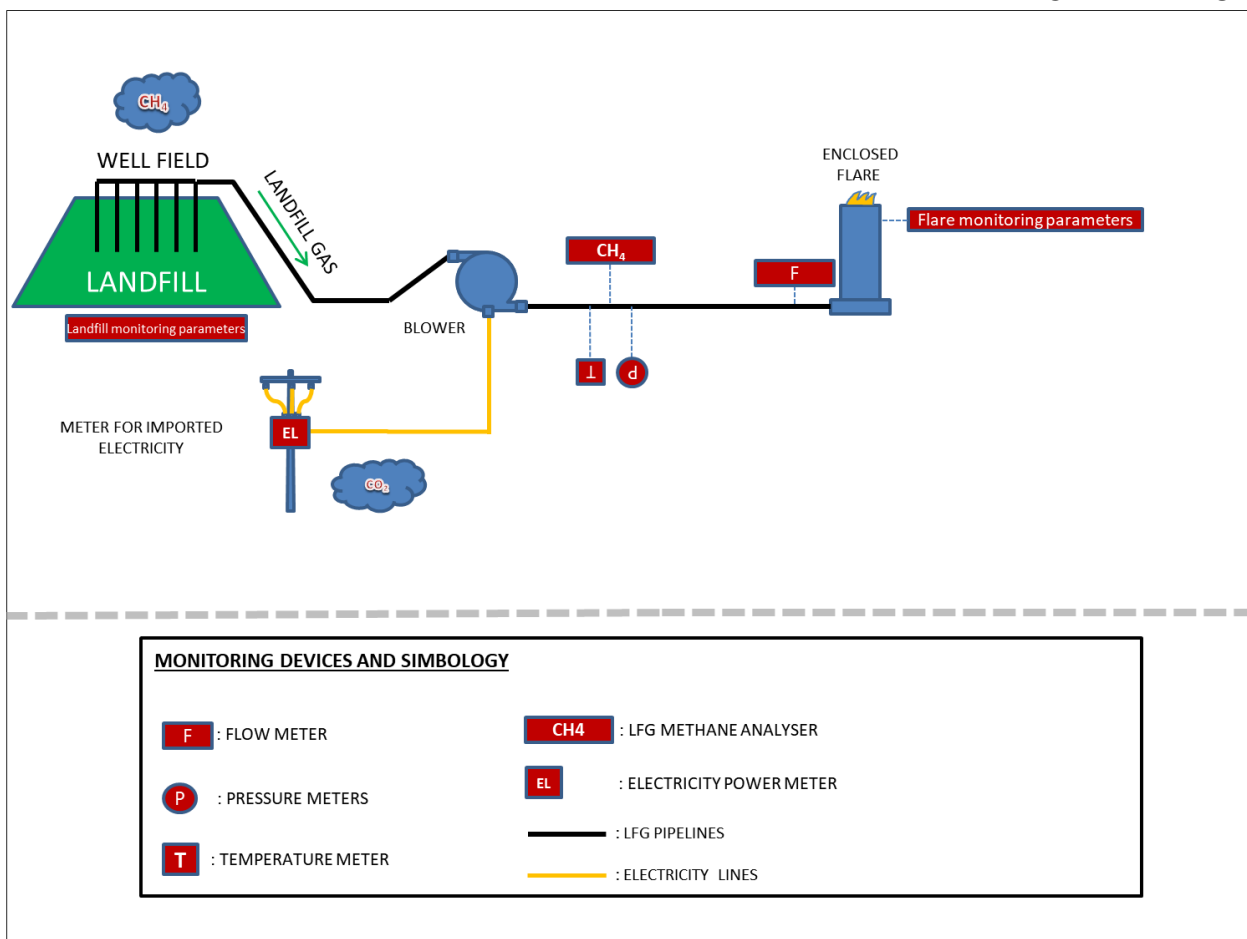 CH₄
WELL FIELD
LANDFILL GAS
LANDFILL
Landfill monitoring parameters
BLOWER
CH₄
T
P
F
ENCLOSED
FLARE
Flare monitoring parameters
METER FOR IMPORTED
ELECTRICITY
EL
CO₂
MONITORING DEVICES AND SIMBOLOGY
F : FLOW METER
P : PRESSURE METERS
T : TEMPERATURE METER
CH4 : LFG METHANE ANALYSER
EL : ELECTRICITY POWER METER
: LFG PIPELINES
: ELECTRICITY LINES